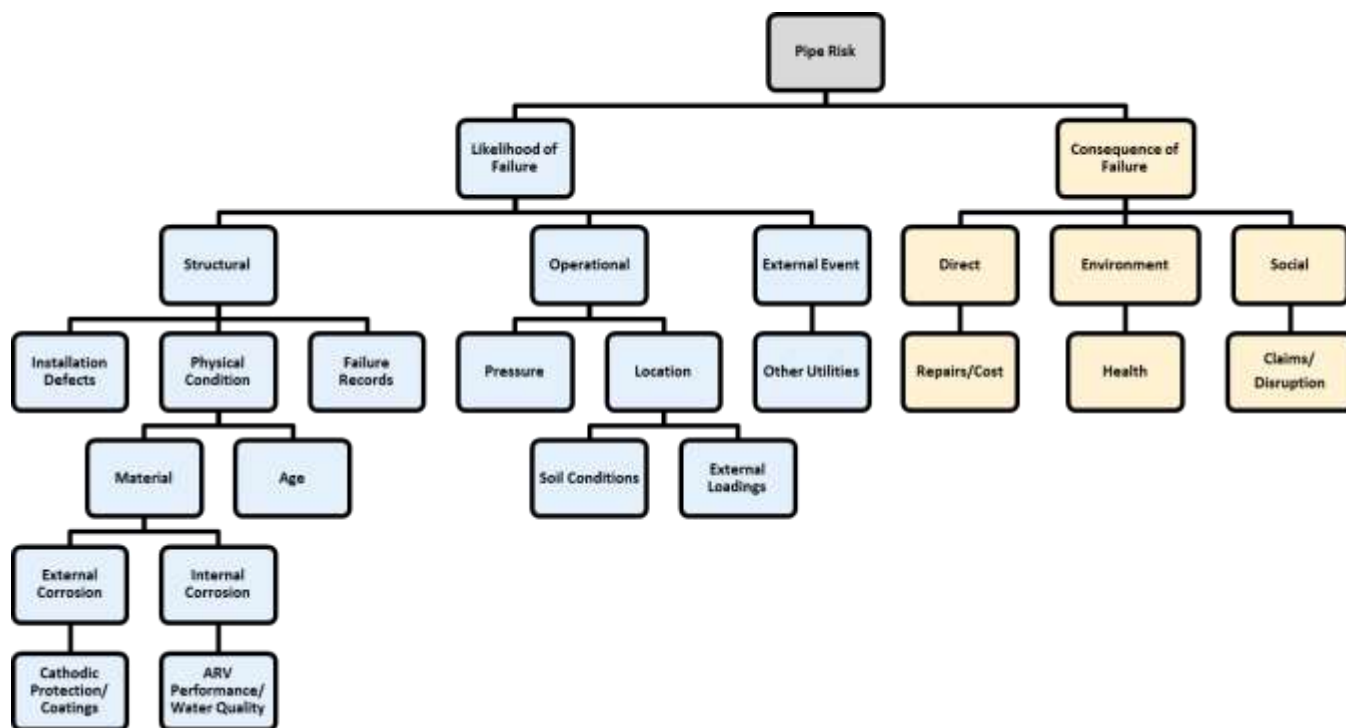 Pipe Risk
Likelihood of
Failure
Consequence of
Failure
Structural
Operational
External Event
Direct
Environment
Social
Installation
Defects
Physical
Condition
Failure
Records
Pressure
Location
Other Utilities
Repairs/Cost
Health
Claims/
Disruption
Material
Age
Soil Conditions
External
Loadings
External
Corrosion
Internal
Corrosion
Cathodic
Protection/
Coatings
ARV
Performance/
Water Quality